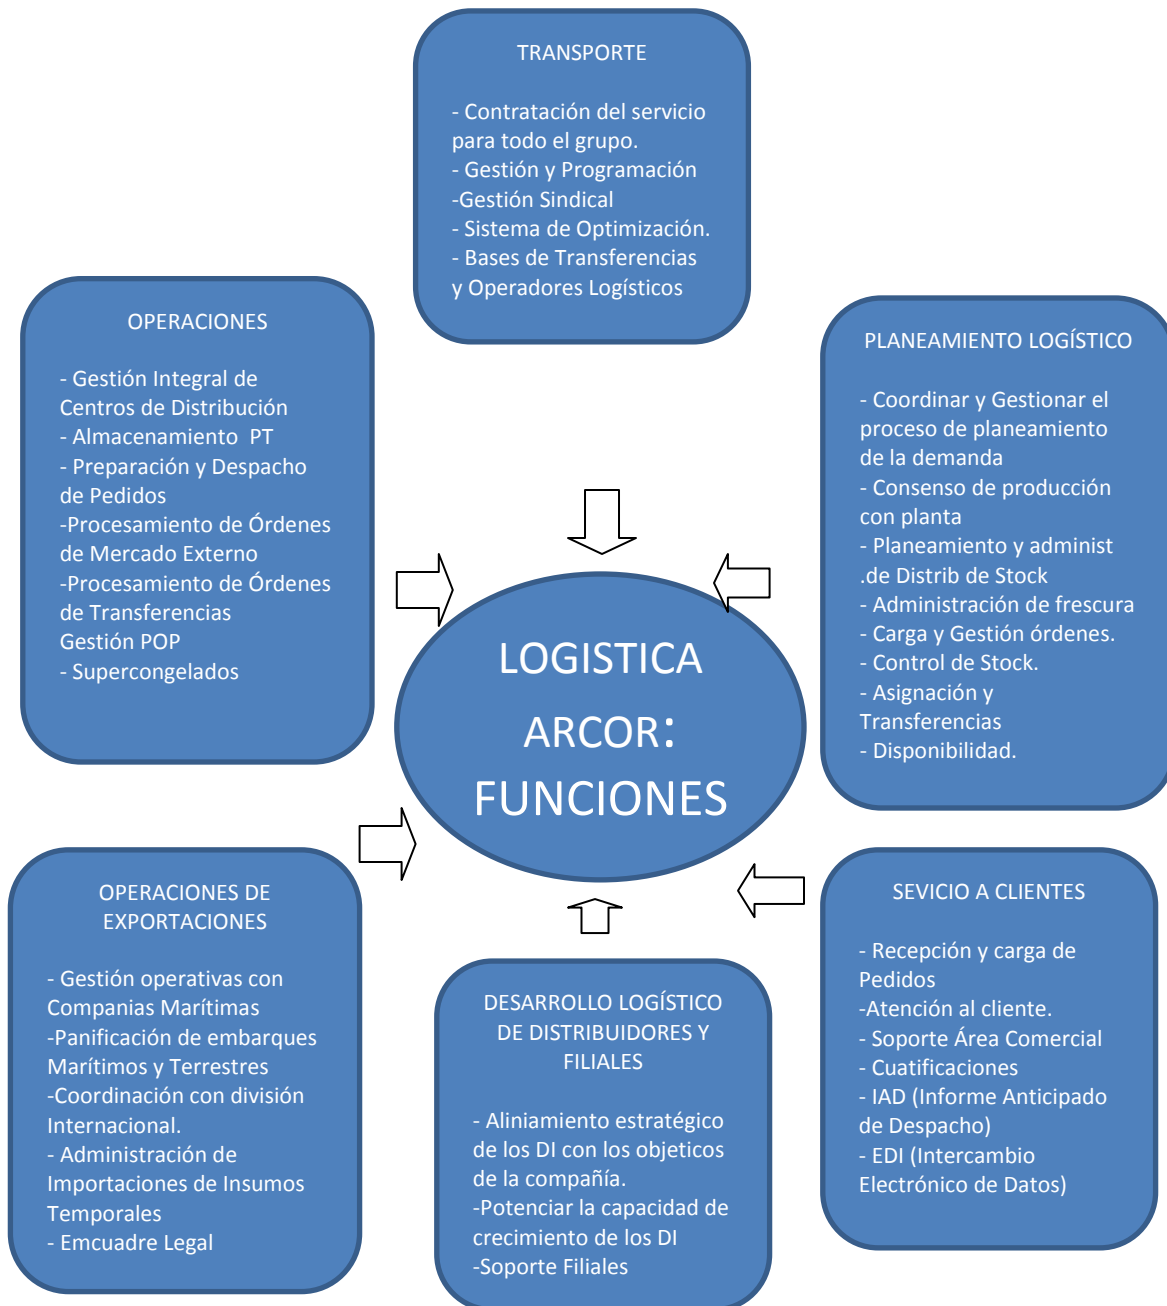 TRANSPORTE
- Contratación del servicio
para todo el grupo.
- Gestión y Programación
-Gestión Sindical
- Sistema de Optimización.
- Bases de Transferencias
y Operadores Logísticos
OPERACIONES
- Gestión Integral de
Centros de Distribución
- Almacenamiento  PT
- Preparación y Despacho
de Pedidos
-Procesamiento de Órdenes
de Mercado Externo
-Procesamiento de Órdenes
de Transferencias
Gestión POP
- Supercongelados
PLANEAMIENTO LOGÍSTICO
- Coordinar y Gestionar el
proceso de planeamiento
de la demanda
- Consenso de producción
con planta
- Planeamiento y administ
.de Distrib de Stock
- Administración de frescura
- Carga y Gestión órdenes.
- Control de Stock.
- Asignación y
Transferencias
- Disponibilidad.
LOGISTICA
ARCOR:
FUNCIONES
OPERACIONES DE
EXPORTACIONES
- Gestión operativas con
Companias Marítimas
-Panificación de embarques
Marítimos y Terrestres
-Coordinación con división
Internacional.
- Administración de
Importaciones de Insumos
Temporales
- Emcuadre Legal
DESARROLLO LOGÍSTICO
DE DISTRIBUIDORES Y
FILIALES
- Aliniamiento estratégico
de los DI con los objeticos
de la compañía.
-Potenciar la capacidad de
crecimiento de los DI
-Soporte Filiales
SEVICIO A CLIENTES
- Recepción y carga de
Pedidos
-Atención al cliente.
- Soporte Área Comercial
- Cuatificaciones
- IAD (Informe Anticipado
de Despacho)
- EDI (Intercambio
Electrónico de Datos)